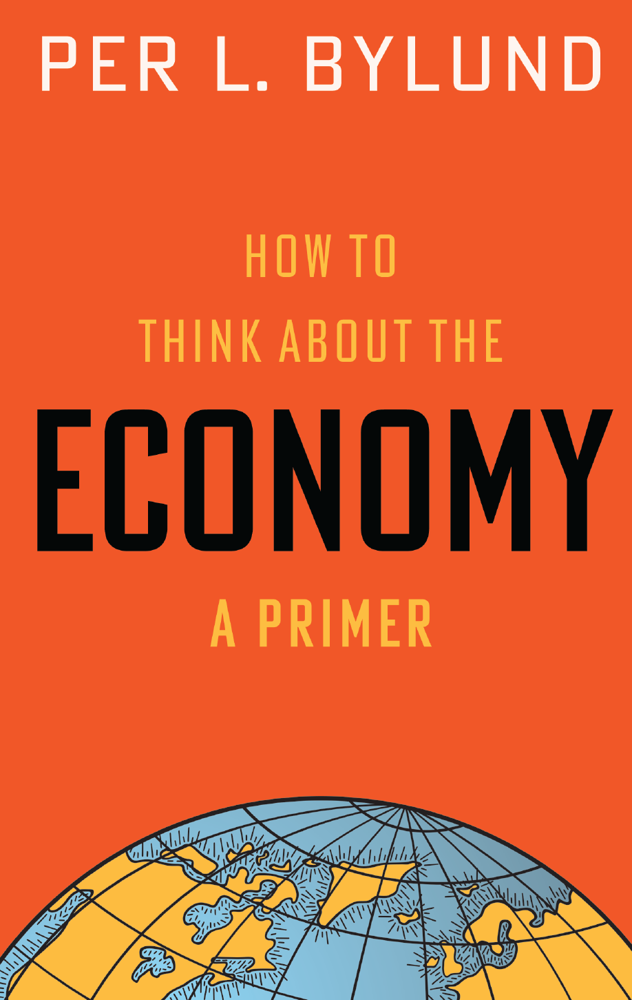 PER L. BYLUND
HOW TO
THINK ABOUT THE
ECONOMY
A PRIMER